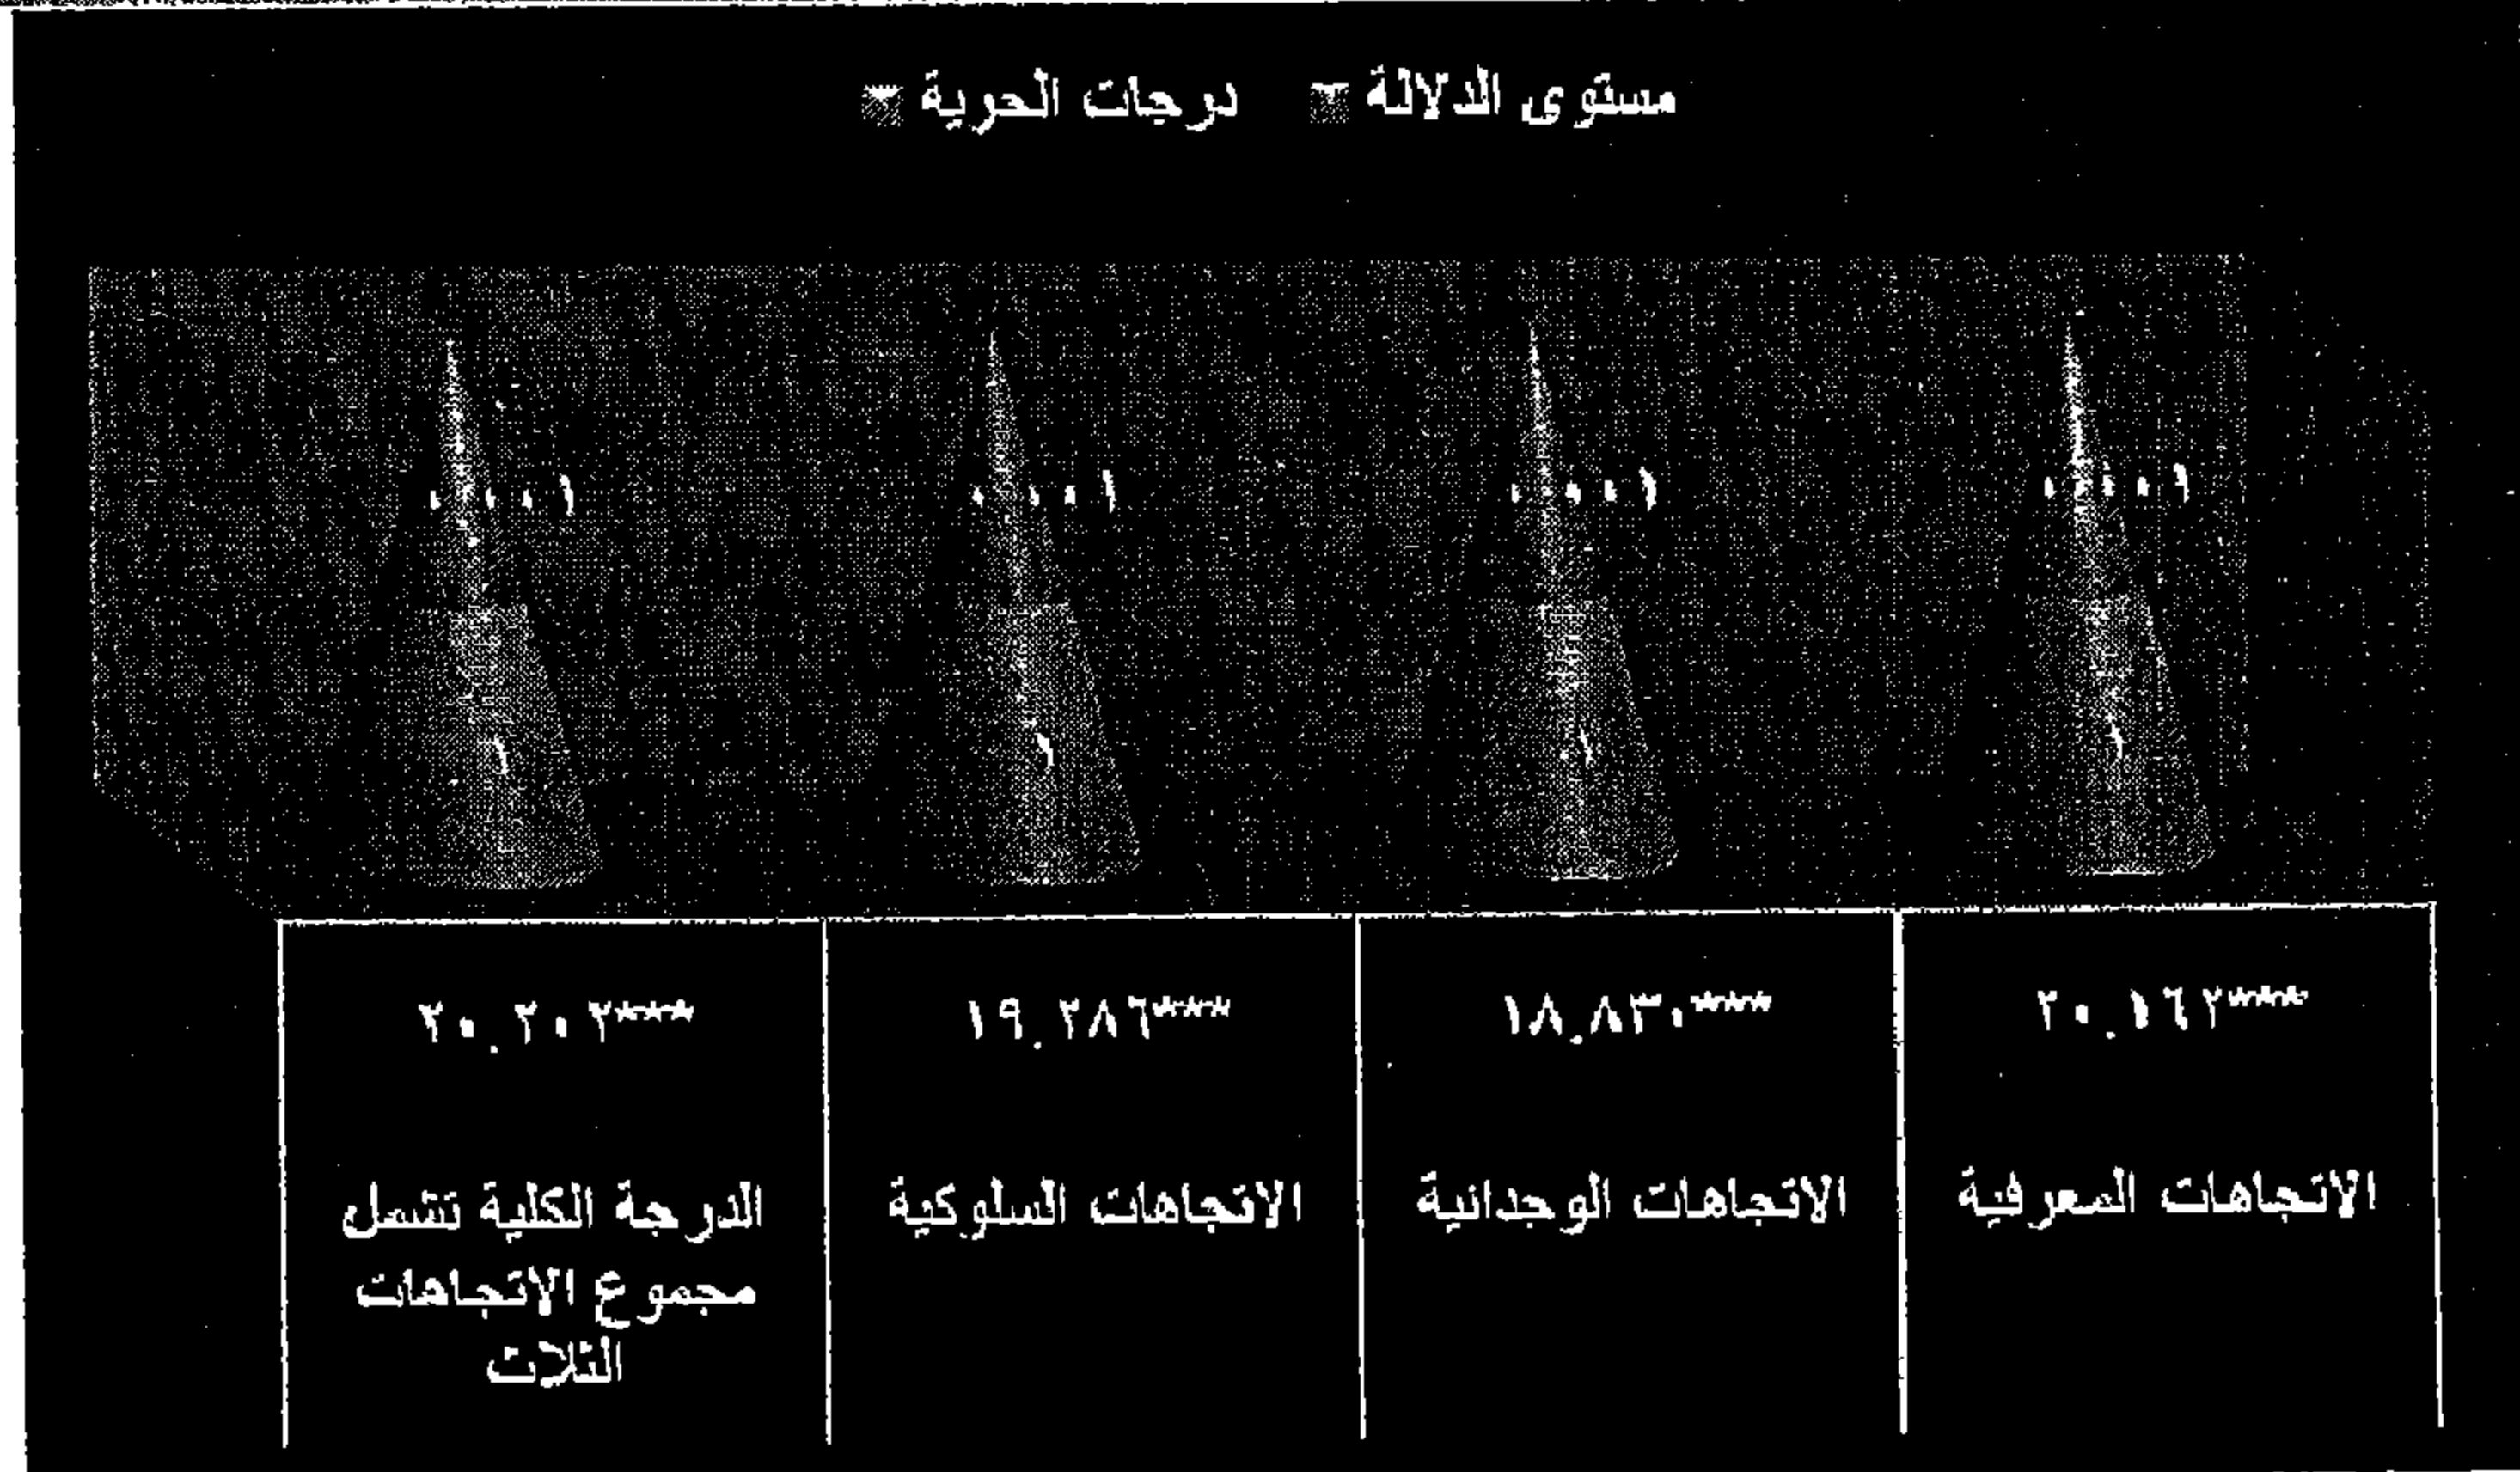 مستوى الدلالة درجات الحرية
٠.٠٠١ ٠.٠٠١ ٠.٠٠١ ٠.٠٠١
١ ١ ١ ١
٢٠.١٦٢*** ١٨.٨٣٠*** ١٩.٢٨٦*** ٢٠.٢٠٢***
الاتجاهات المعرفية
الاتجاهات الوجدانية
الاتجاهات السلوكية
الدرجة الكلية تشمل
مجموع الاتجاهات
الثلاث